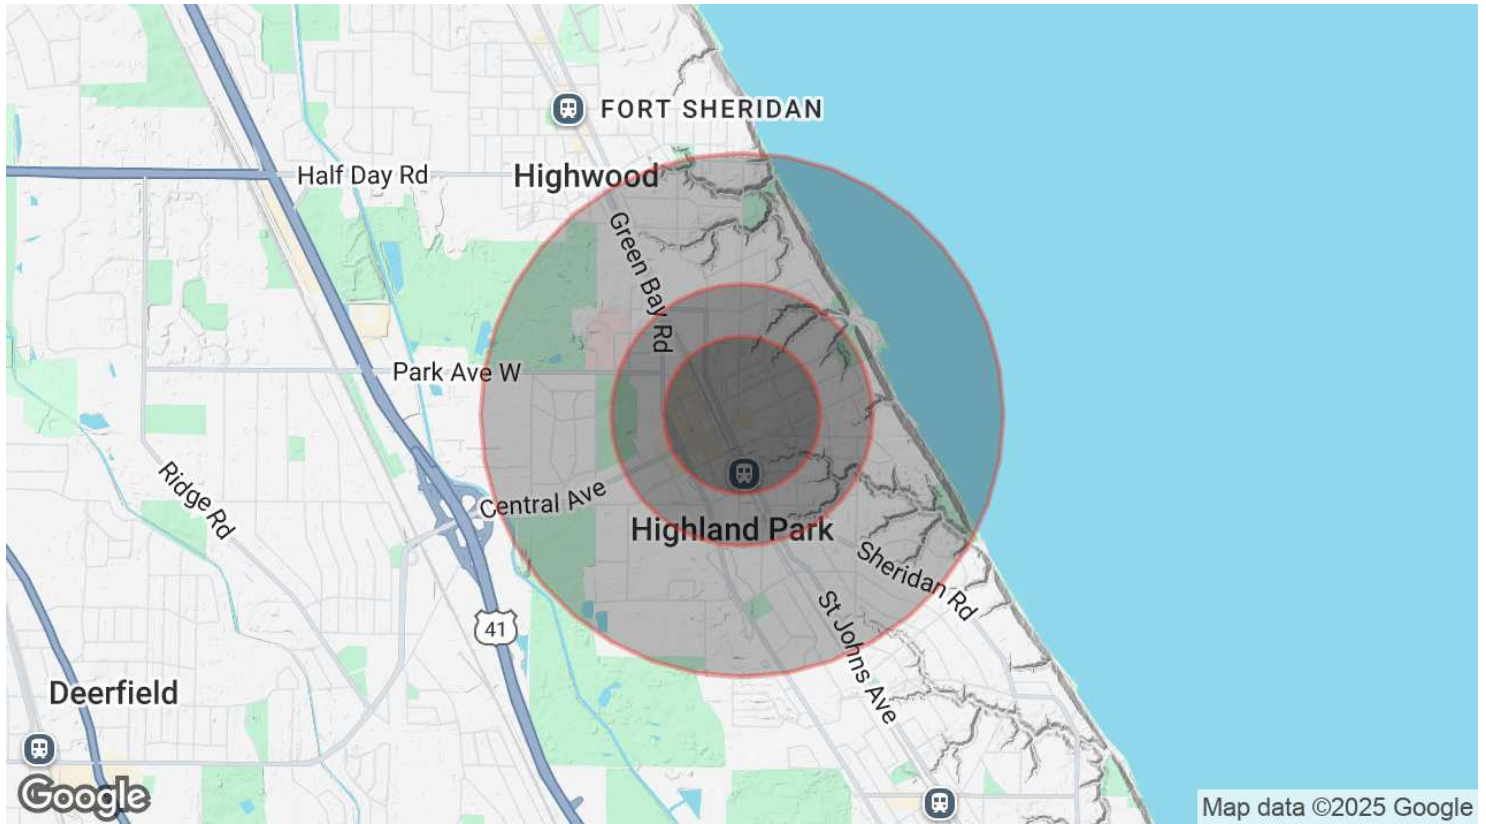 FORT SHERIDAN
Half Day Rd
Highwood
Green Bay Rd
Park Ave W
Ridge Rd
Central Ave
Highland Park
Sheridan Rd
41
St Johns Ave
Deerfield
Google
Map data ©2025 Google